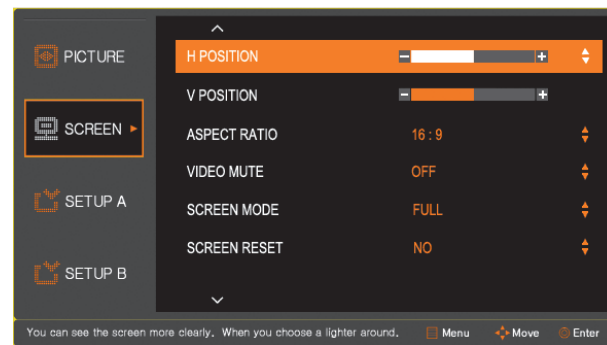 PICTURE
SCREEN
SETUP A
SETUP B
H POSITION
V POSITION
ASPECT RATIO 16 : 9
VIDEO MUTE OFF
SCREEN MODE FULL
SCREEN RESET NO
You can see the screen more clearly. When you choose a lighter around. Menu Move Enter